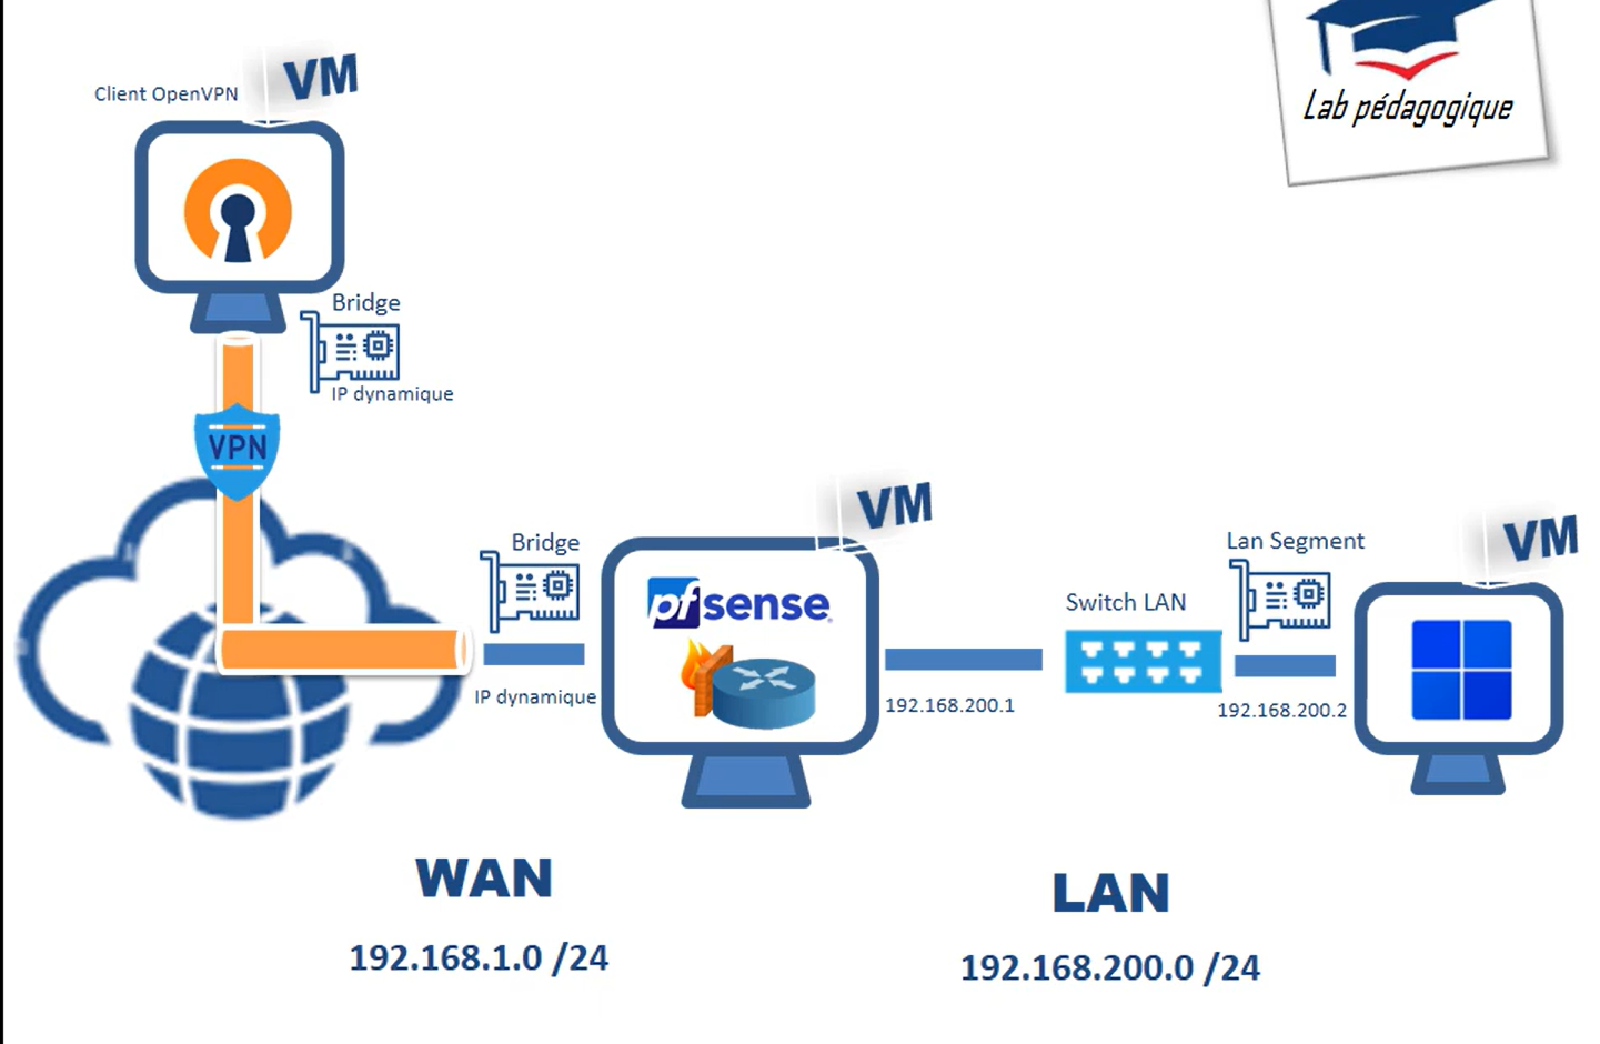 Lab pédagogique
VM
Client OpenVPN
Bridge
IP dynamique
VPN
VM
Bridge
pfsense
IP dynamique
192.168.200.1
Switch LAN
Lan Segment
VM
192.168.200.2
WAN
192.168.1.0 /24
LAN
192.168.200.0 /24